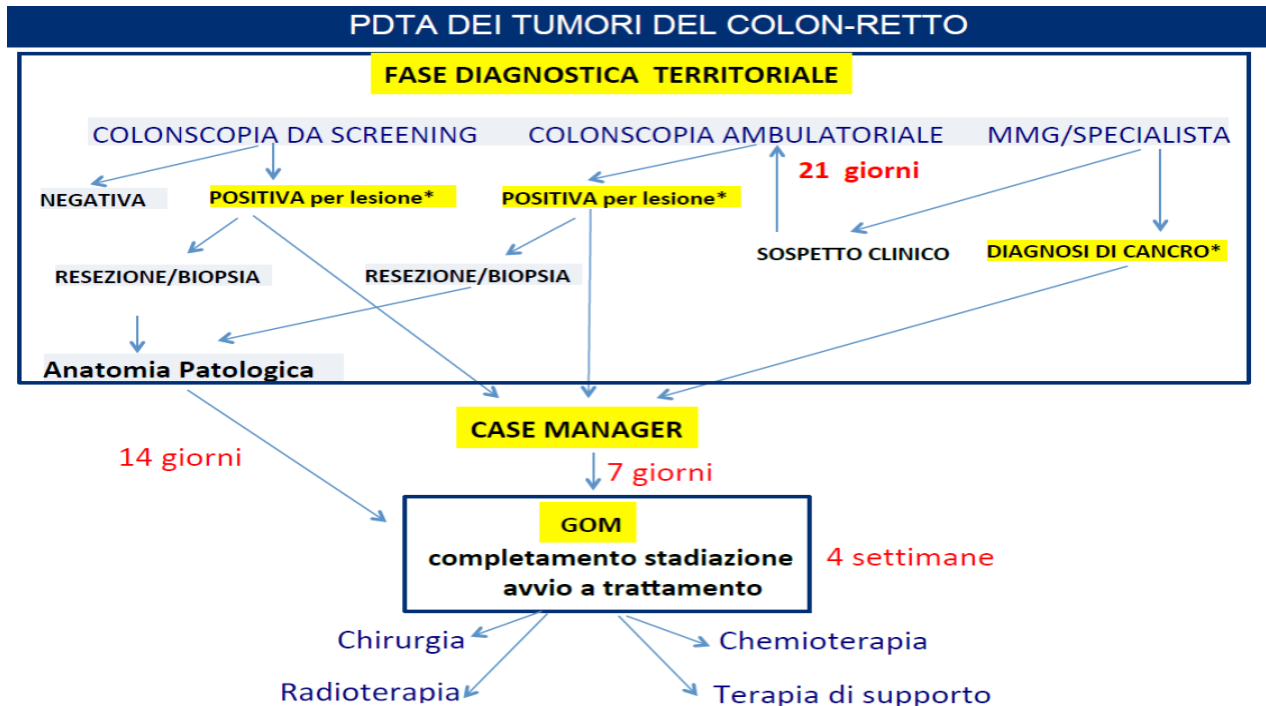 PDTA DEI TUMORI DEL COLON-RETTO
FASE DIAGNOSTICA TERRITORIALE
COLONSCOPIA DA SCREENING
COLONSCOPIA AMBULATORIALE
MMG/SPECIALISTA
21 giorni
NEGATIVA
POSITIVA per lesione*
POSITIVA per lesione*
SOSPETTO CLINICO
DIAGNOSI DI CANCRO*
RESEZIONE/BIOPSIA
RESEZIONE/BIOPSIA
Anatomia Patologica
CASE MANAGER
14 giorni
7 giorni
GOM
completamento stadiazione
avvio a trattamento
4 settimane
Chirurgia
Chemioterapia
Radioterapia
Terapia di supporto